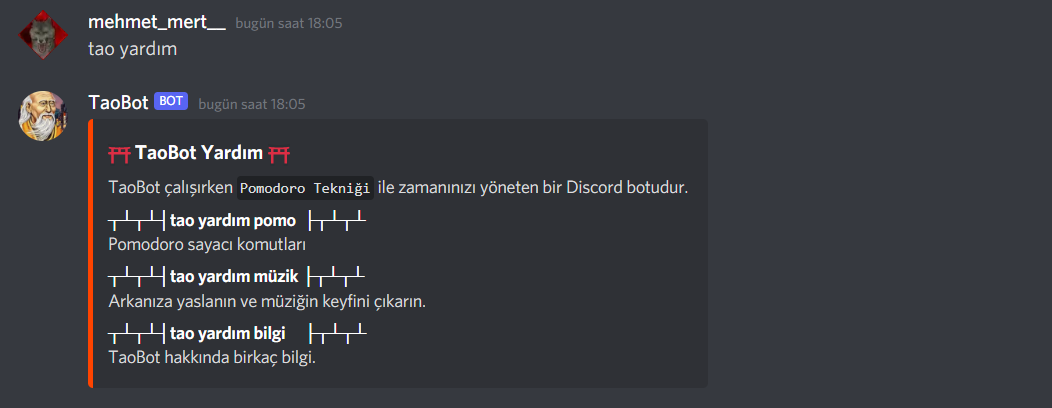 mehmet_mert__ bugün saat 18:05
tao yardım
TaoBot BOT bugün saat 18:05
⛩ TaoBot Yardım ⛩
TaoBot çalışırken Pomodoro Tekniği ile zamanınızı yöneten bir Discord botudur.
┬┴┬┴┤tao yardım pomo ├┬┴┬┴
Pomodoro sayacı komutları
┬┴┬┴┤tao yardım müzik ├┬┴┬┴
Arkanıza yaslanın ve müziğin keyfini çıkarın.
┬┴┬┴┤tao yardım bilgi ├┬┴┬┴
TaoBot hakkında birkaç bilgi.